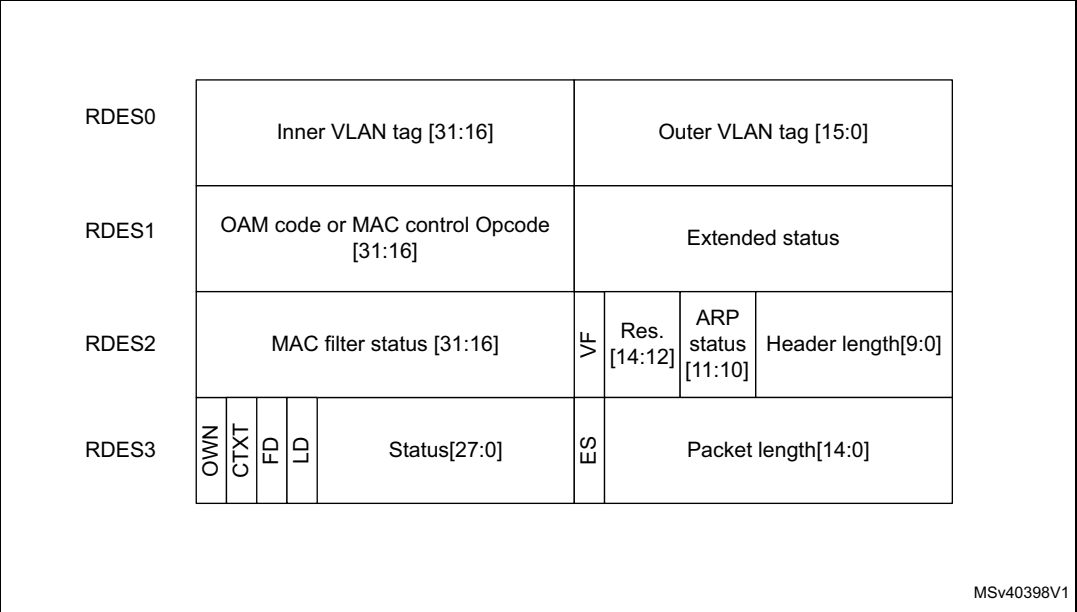 RDES0
Inner VLAN tag [31:16]
Outer VLAN tag [15:0]
RDES1
OAM code or MAC control Opcode
[31:16]
Extended status
RDES2
MAC filter status [31:16]
VF
Res.
[14:12]
ARP
status
[11:10]
Header length[9:0]
RDES3
OWN
CTXT
FD
LD
Status[27:0]
ES
Packet length[14:0]
MSv40398V1